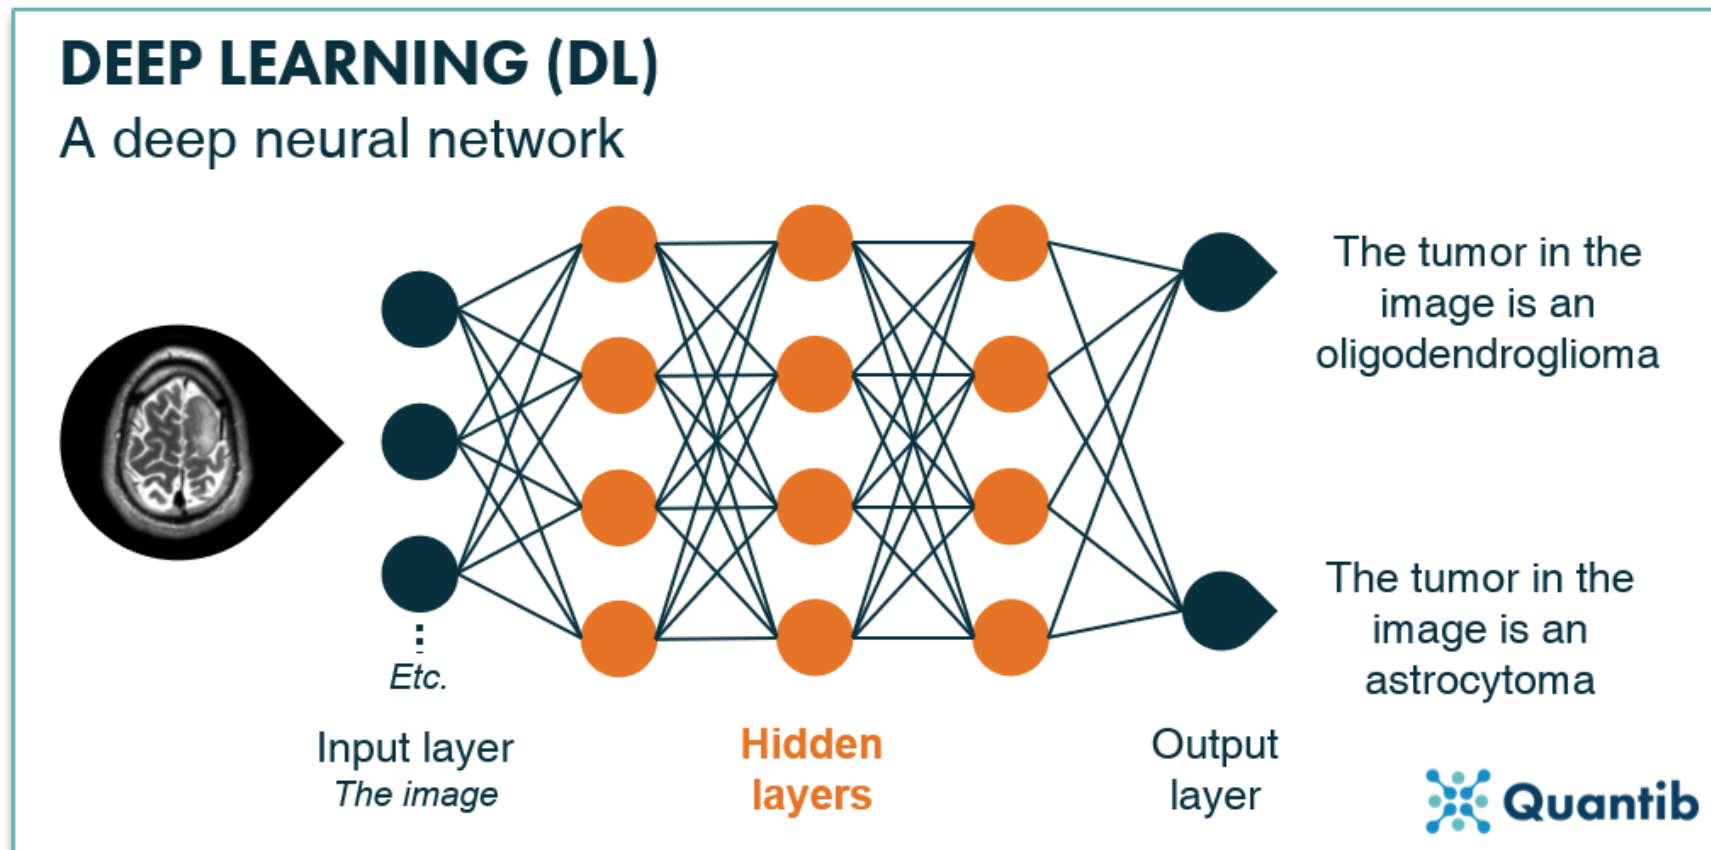 DEEP LEARNING (DL)
A deep neural network
The tumor in the
image is an
oligodendroglioma
The tumor in the
image is an
astrocytoma
Etc.
Input layer
The image
Hidden
layers
Output
layer
Quantib